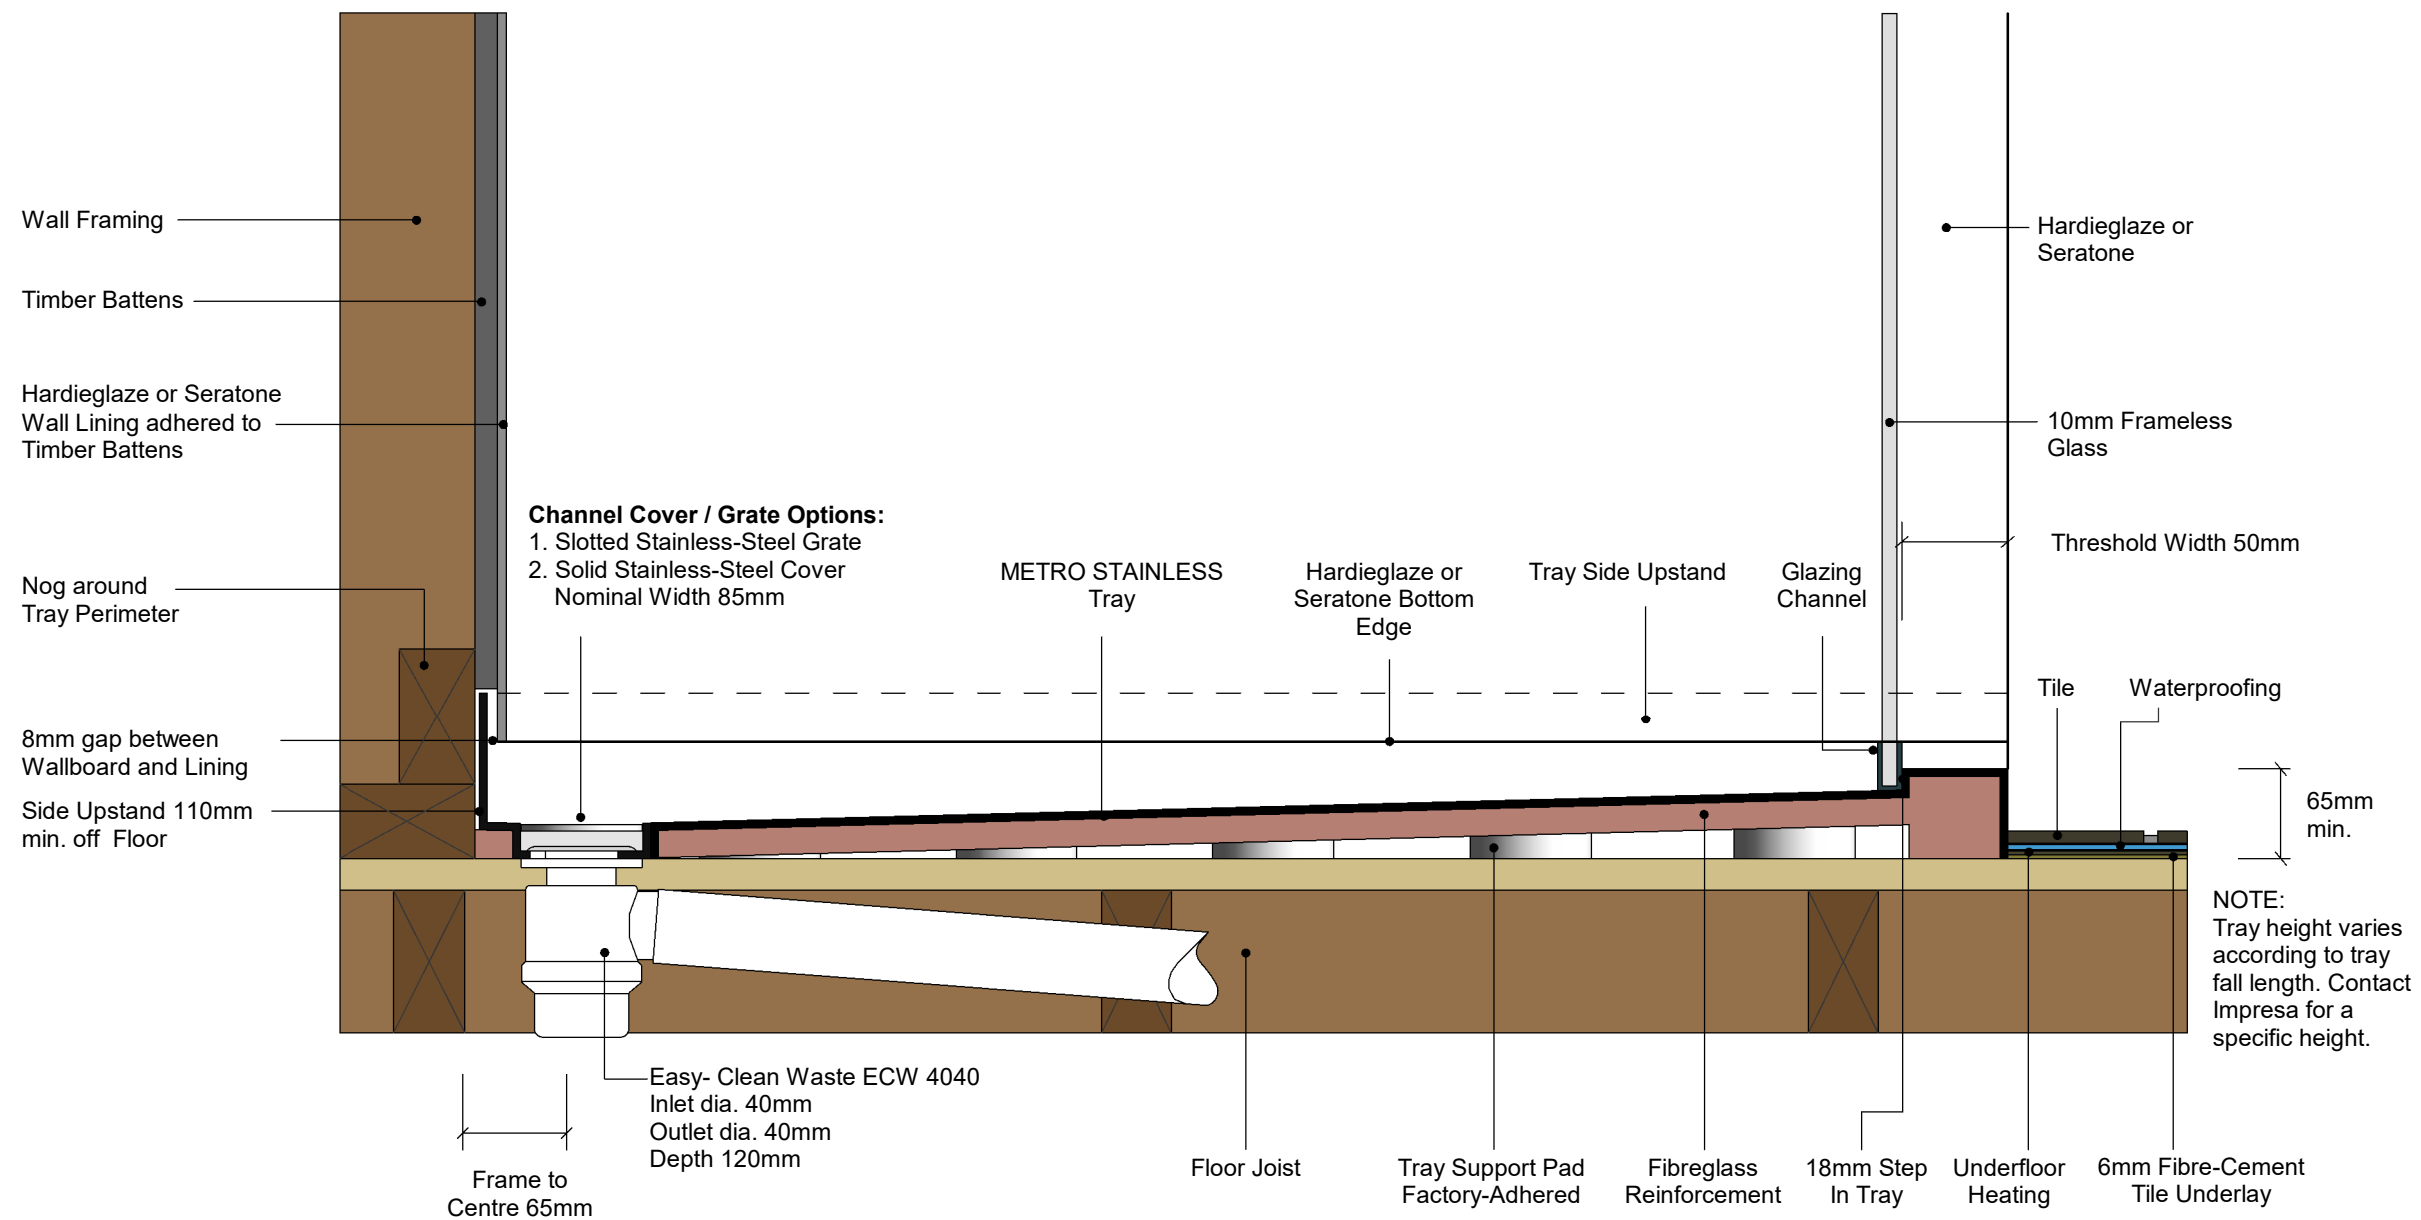 Wall Framing
Timber Battens
Hardieglaze or Seratone
Wall Lining adhered to
Timber Battens
Nog around
Tray Perimeter
8mm gap between
Wallboard and Lining
Side Upstand 110mm
min. off  Floor
Channel Cover / Grate Options:
1. Slotted Stainless-Steel Grate
2. Solid Stainless-Steel Cover
Nominal Width 85mm
METRO STAINLESS
Tray
Hardieglaze or
Seratone Bottom
Edge
Tray Side Upstand
Glazing
Channel
Hardieglaze or
Seratone
10mm Frameless
Glass
Threshold Width 50mm
Tile
Waterproofing
65mm
min.
NOTE:
Tray height varies
according to tray
fall length. Contact
Impresa for a
specific height.
Frame to
Centre 65mm
Easy- Clean Waste ECW 4040
Inlet dia. 40mm
Outlet dia. 40mm
Depth 120mm
Floor Joist
Tray Support Pad
Factory-Adhered
Fibreglass
Reinforcement
18mm Step
In Tray
Underfloor
Heating
6mm Fibre-Cement
Tile Underlay